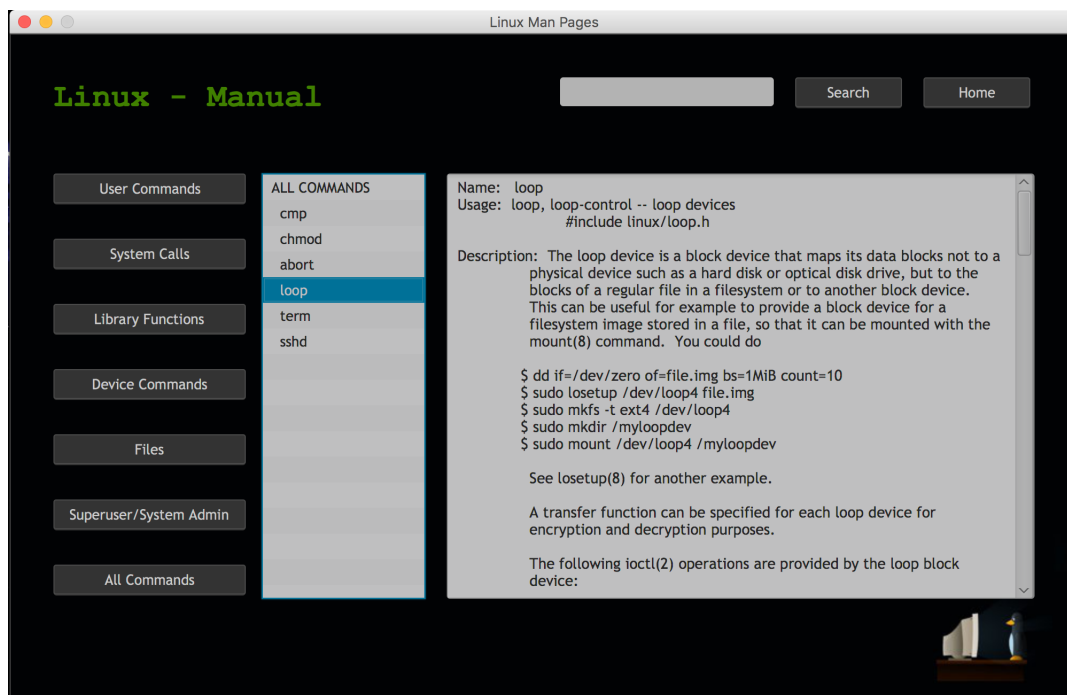 Linux Man Pages
Linux - Manual
Search
Home
User Commands
System Calls
Library Functions
Device Commands
Files
Superuser/System Admin
All Commands
ALL COMMANDS
cmp
chmod
abort
loop
term
sshd
Name: loop
Usage: loop, loop-control -- loop devices
#include linux/loop.h
Description: The loop device is a block device that maps its data blocks not to a
physical device such as a hard disk or optical disk drive, but to the
blocks of a regular file in a filesystem or to another block device.
This can be useful for example to provide a block device for a
filesystem image stored in a file, so that it can be mounted with the
mount(8) command. You could do
$ dd if=/dev/zero of=file.img bs=1MiB count=10
$ sudo losetup /dev/loop4 file.img
$ sudo mkfs -t ext4 /dev/loop4
$ sudo mkdir /myloopdev
$ sudo mount /dev/loop4 /myloopdev
See losetup(8) for another example.
A transfer function can be specified for each loop device for
encryption and decryption purposes.
The following ioctl(2) operations are provided by the loop block
device: